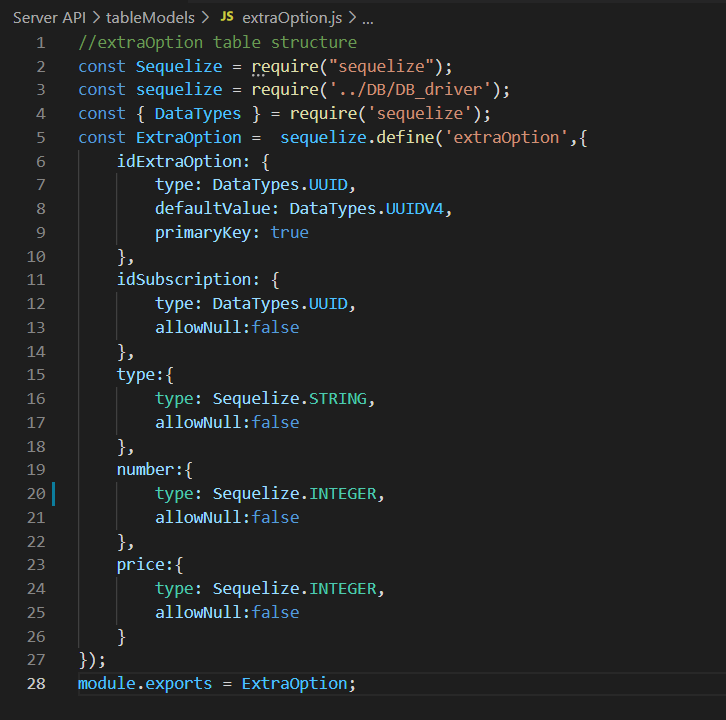 Server API > tableModels > JS extraOption.js > ...
1 //extraOption table structure
2 const Sequelize = require("sequelize");
3 const sequelize = require('../DB/DB_driver');
4 const { DataTypes } = require('sequelize');
5 const ExtraOption =  sequelize.define('extraOption',{
6     idExtraOption: {
7         type: DataTypes.UUID,
8         defaultValue: DataTypes.UUIDV4,
9         primaryKey: true
10     },
11     idSubscription: {
12         type: DataTypes.UUID,
13         allowNull:false
14     },
15     type:{
16         type: Sequelize.STRING,
17         allowNull:false
18     },
19     number:{
20         type: Sequelize.INTEGER,
21         allowNull:false
22     },
23     price:{
24         type: Sequelize.INTEGER,
25         allowNull:false
26     }
27 });
28 module.exports = ExtraOption;